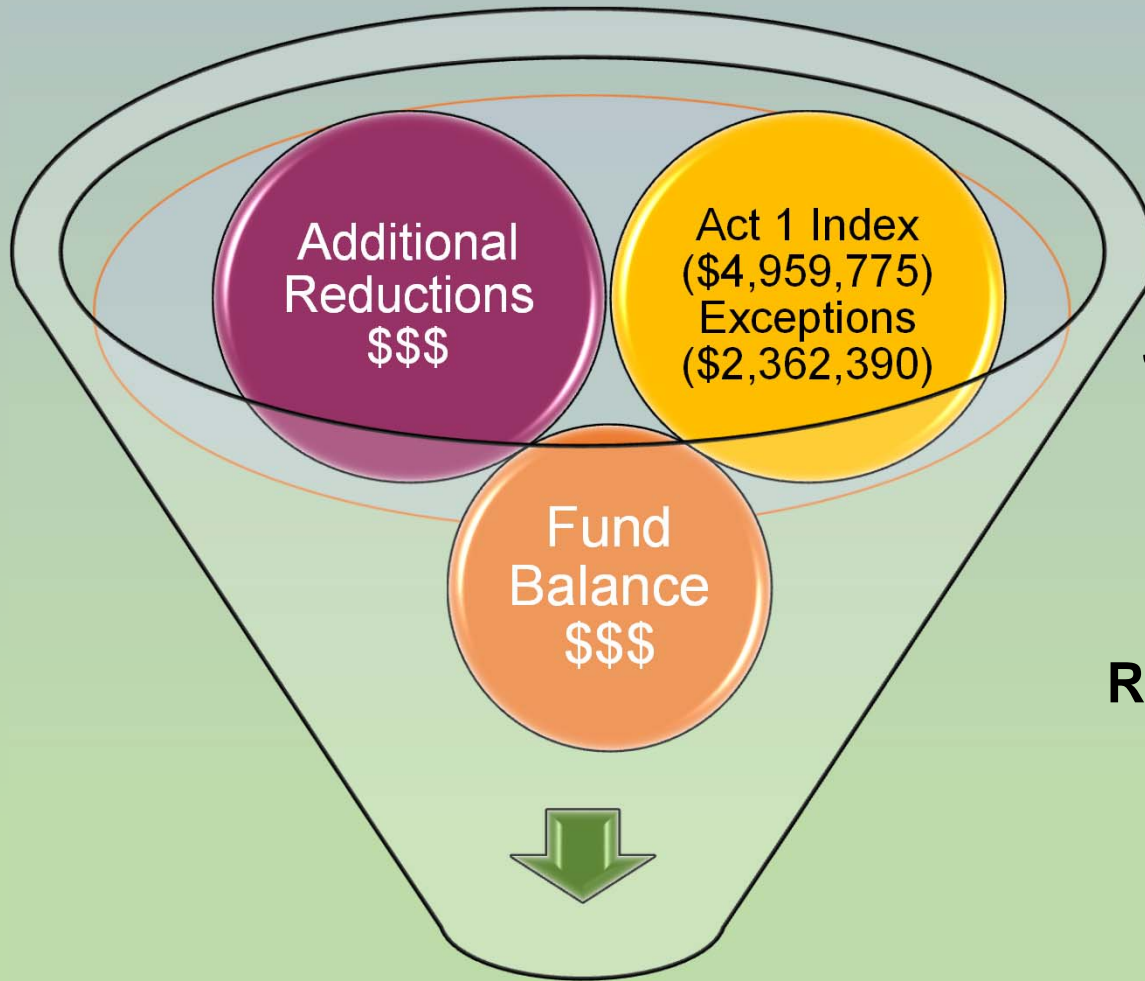 Additional
Reductions
$$$
Act 1 Index
($4,959,775)
Exceptions
($2,362,390)
Fund
Balance
$$$
R